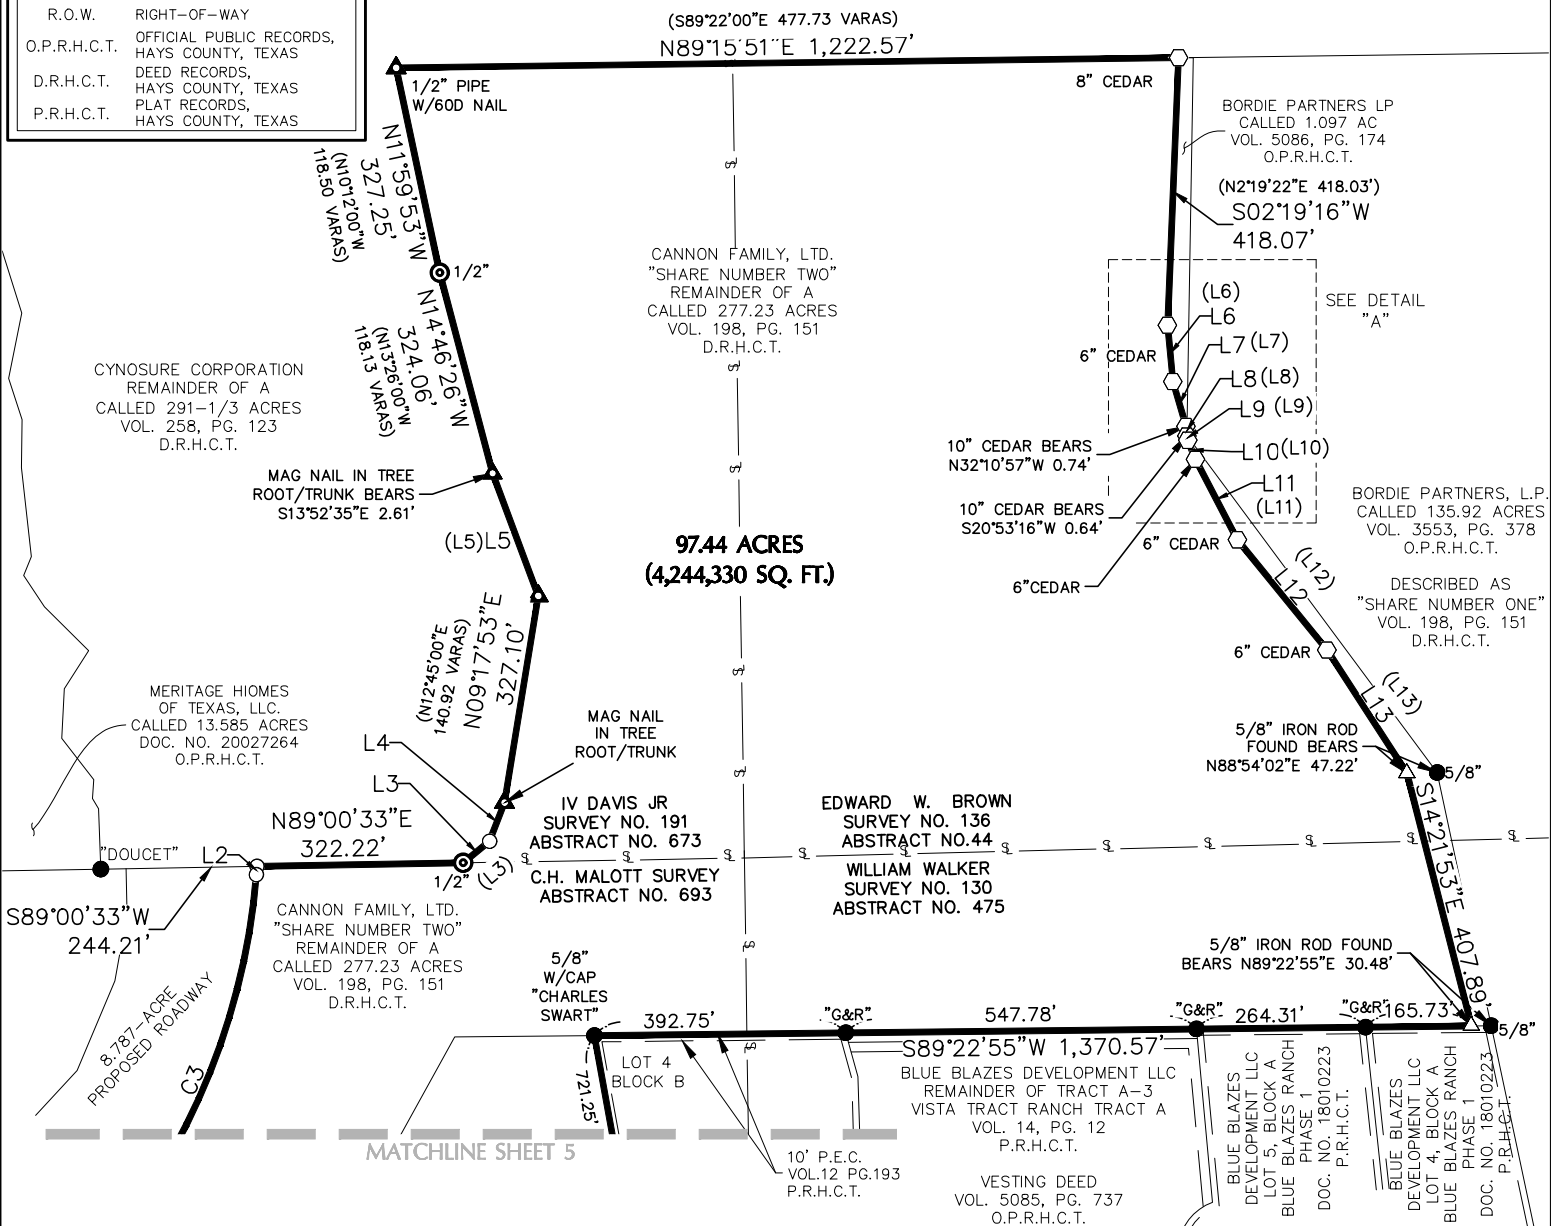 R.O.W. RIGHT-OF-WAY
O.P.R.H.C.T. OFFICIAL PUBLIC RECORDS,
HAYS COUNTY, TEXAS
D.R.H.C.T. DEED RECORDS,
HAYS COUNTY, TEXAS
P.R.H.C.T. PLAT RECORDS,
HAYS COUNTY, TEXAS
(S89°22'00"E 477.73 VARAS)
N89°15'51"E 1,222.57'
1/2" PIPE
W/60D NAIL
8" CEDAR
BORDIE PARTNERS LP
CALLED 1.097 AC
VOL. 5086, PG. 174
O.P.R.H.C.T.
(N2°19'22"E 418.03')
S02°19'16"W
418.07'
N11°59'53"W
327.25'
(N10°12'00"W
118.50 VARAS)
1/2"
N14°46'26"W
324.06'
(N13°26'00"W
118.13 VARAS)
CANNON FAMILY, LTD.
"SHARE NUMBER TWO"
REMAINDER OF A
CALLED 277.23 ACRES
VOL. 198, PG. 151
D.R.H.C.T.
SEE DETAIL
"A"
(L6)
L6
6" CEDAR
L7 (L7)
L8 (L8)
L9 (L9)
L10 (L10)
L11
(L11)
CYNOSURE CORPORATION
REMAINDER OF A
CALLED 291-1/3 ACRES
VOL. 258, PG. 123
D.R.H.C.T.
10" CEDAR BEARS
N32°10'57"W 0.74'
10" CEDAR BEARS
S20°53'16"W 0.64'
MAG NAIL IN TREE
ROOT/TRUNK BEARS
S13°52'35"E 2.61'
(L5) L5
97.44 ACRES
(4,244,330 SQ. FT.)
6" CEDAR
6"CEDAR
BORDIE PARTNERS, L.P.
CALLED 135.92 ACRES
VOL. 3553, PG. 378
O.P.R.H.C.T.
DESCRIBED AS
"SHARE NUMBER ONE"
VOL. 198, PG. 151
D.R.H.C.T.
(L12)
L12
6" CEDAR
(L13)
L13
(N12°45'00"E
140.92 VARAS)
N09°17'53"E
327.10'
MERITAGE HIOMES
OF TEXAS, LLC.
CALLED 13.585 ACRES
DOC. NO. 20027264
O.P.R.H.C.T.
L4
L3
MAG NAIL
IN TREE
ROOT/TRUNK
5/8" IRON ROD
FOUND BEARS
N88°54'02"E 47.22'
5/8"
N89°00'33"E
322.22'
IV DAVIS JR
SURVEY NO. 191
ABSTRACT NO. 673
EDWARD W. BROWN
SURVEY NO. 136
ABSTRACT NO.44
S14°21'53"E 407.89'
"DOUCET"
L2
1/2"
(L3)
C.H. MALOTT SURVEY
ABSTRACT NO. 693
WILLIAM WALKER
SURVEY NO. 130
ABSTRACT NO. 475
S89°00'33"W
244.21'
CANNON FAMILY, LTD.
"SHARE NUMBER TWO"
REMAINDER OF A
CALLED 277.23 ACRES
VOL. 198, PG. 151
D.R.H.C.T.
8.787-ACRE
PROPOSED ROADWAY
C3
5/8"
W/CAP
"CHARLES
SWART"
5/8" IRON ROD FOUND
BEARS N89°22'55"E 30.48'
392.75'
"G&R"
547.78'
"G&R"
264.31'
"G&R"
165.73'
5/8"
S89°22'55"W 1,370.57'
LOT 4
BLOCK B
721.25'
BLUE BLAZES DEVELOPMENT LLC
REMAINDER OF TRACT A-3
VISTA TRACT RANCH TRACT A
VOL. 14, PG. 12
P.R.H.C.T.
VESTING DEED
VOL. 5085, PG. 737
O.P.R.H.C.T.
BLUE BLAZES
DEVELOPMENT LLC
LOT 5, BLOCK A
BLUE BLAZES RANCH
PHASE 1
DOC. NO. 18010223
P.R.H.C.T.
BLUE BLAZES
DEVELOPMENT LLC
LOT 4, BLOCK A
BLUE BLAZES RANCH
PHASE 1
DOC. NO. 18010223
P.R.H.C.T.
MATCHLINE SHEET 5
10' P.E.C.
VOL.12 PG.193
P.R.H.C.T.